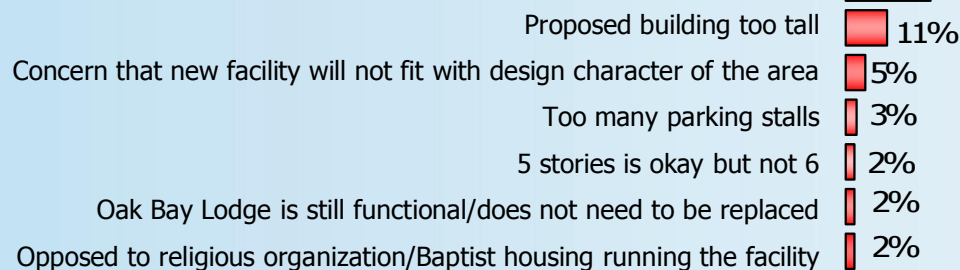 Proposed building too tall 11%
Concern that new facility will not fit with design character of the area 5%
Too many parking stalls 3%
5 stories is okay but not 6 2%
Oak Bay Lodge is still functional/does not need to be replaced 2%
Opposed to religious organization/Baptist housing running the facility 2%